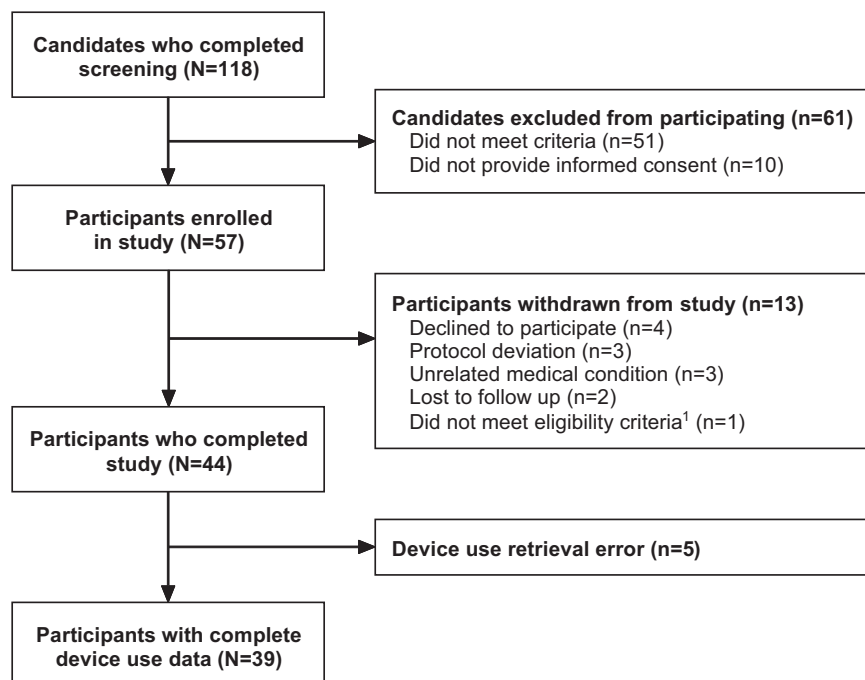 Candidates who completed
screening (N=118)
Candidates excluded from participating (n=61)
Did not meet criteria (n=51)
Did not provide informed consent (n=10)
Participants enrolled
in study (N=57)
Participants withdrawn from study (n=13)
Declined to participate (n=4)
Protocol deviation (n=3)
Unrelated medical condition (n=3)
Lost to follow up (n=2)
Did not meet eligibility criteria¹ (n=1)
Participants who completed
study (N=44)
Device use retrieval error (n=5)
Participants with complete
device use data (N=39)